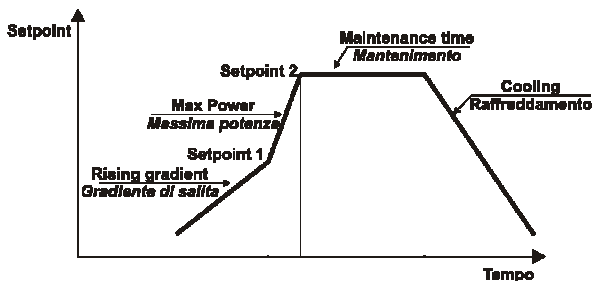 Setpoint
Maintenance time
Mantenimento
Setpoint 2
Cooling
Raffreddamento
Max Power
Massima potenza
Setpoint 1
Rising gradient
Gradiente di salita
Tempo